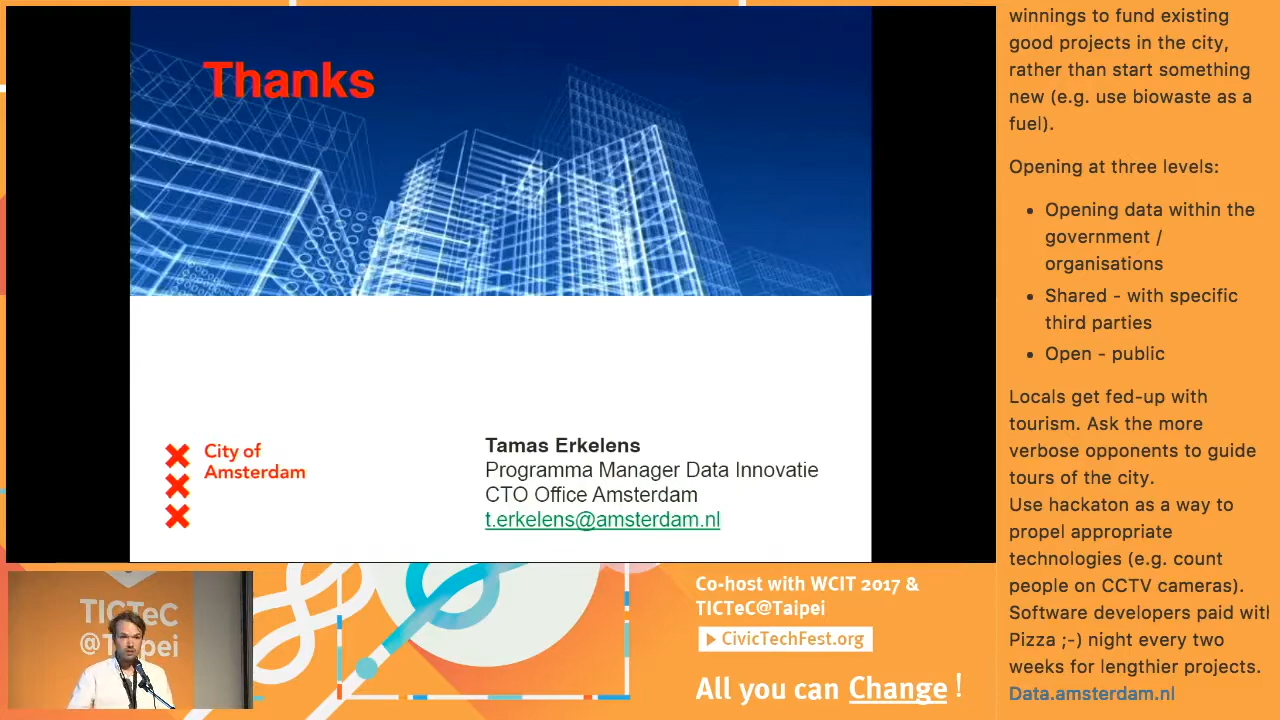 Thanks
City of
Amsterdam
Tamas Erkelens
Programma Manager Data Innovatie
CTO Office Amsterdam
t.erkelens@amsterdam.nl
winnings to fund existing
good projects in the city,
rather than start something
new (e.g. use biowaste as a
fuel).
Opening at three levels:
• Opening data within the
government /
organisations
• Shared - with specific
third parties
• Open - public
Locals get fed-up with
tourism. Ask the more
verbose opponents to guide
tours of the city.
Use hackaton as a way to
propel appropriate
technologies (e.g. count
people on CCTV cameras).
Software developers paid with
Pizza ;-) night every two
weeks for lengthier projects.
Data.amsterdam.nl
TICTeC
@Taipei
Co-host with WCIT 2017 &
TICTeC@Taipei
CivicTechFest.org
All you can Change!